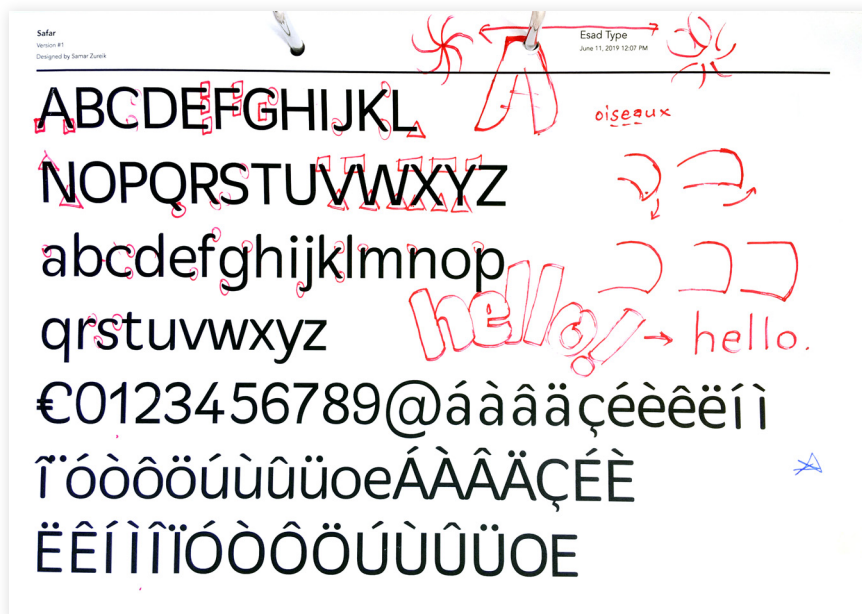 Safar
Version #1
Designed by Samar Zureik
Esad Type
June 11, 2019 12:07 PM
A
ABCDEFGHIJKL
oiseaux
NOPQRSTUVWXYZ
abcdefghijklmnop
hello! → hello.
qrstuvwxyz
€0123456789@áàâäçéèêëíì
îïóòôöúùûüoeÁÀÂÄÇÉÈ
ËÊÍÌÎÏÓÒÔÖÚÙÛÜOE